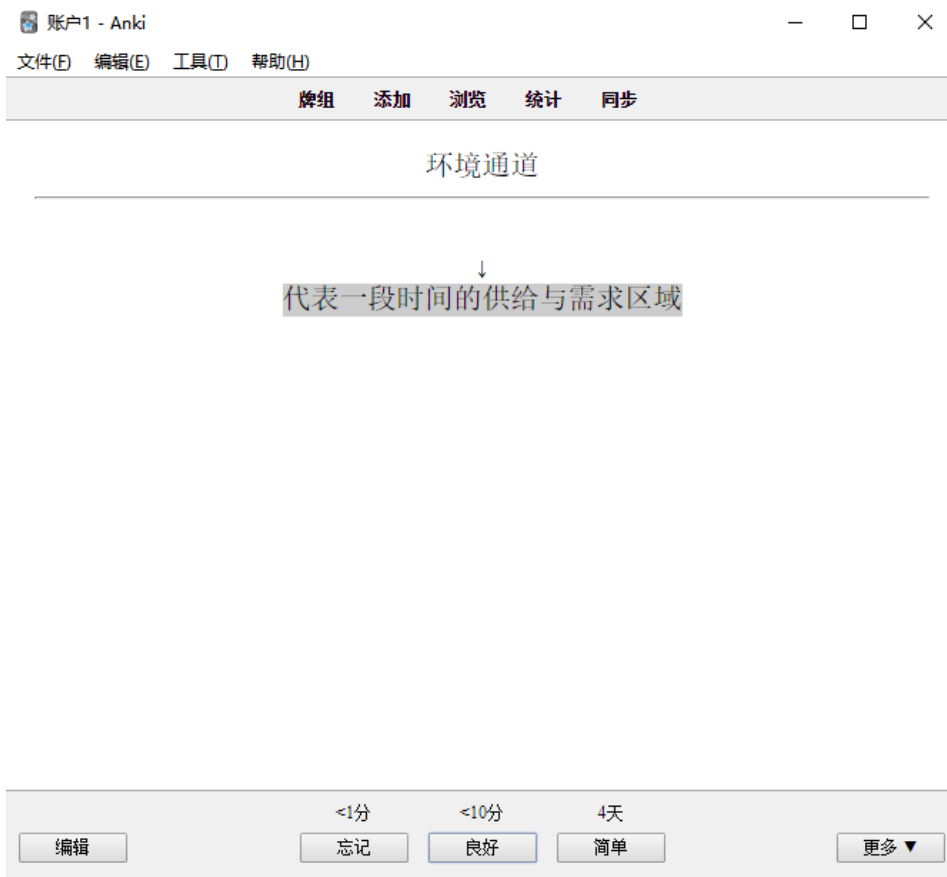 账户1 - Anki
文件(F) 编辑(E) 工具(T) 帮助(H)
牌组 添加 浏览 统计 同步
环境通道
↓
代表一段时间的供给与需求区域
<1分 <10分 4天
编辑 忘记 良好 简单 更多 ▼